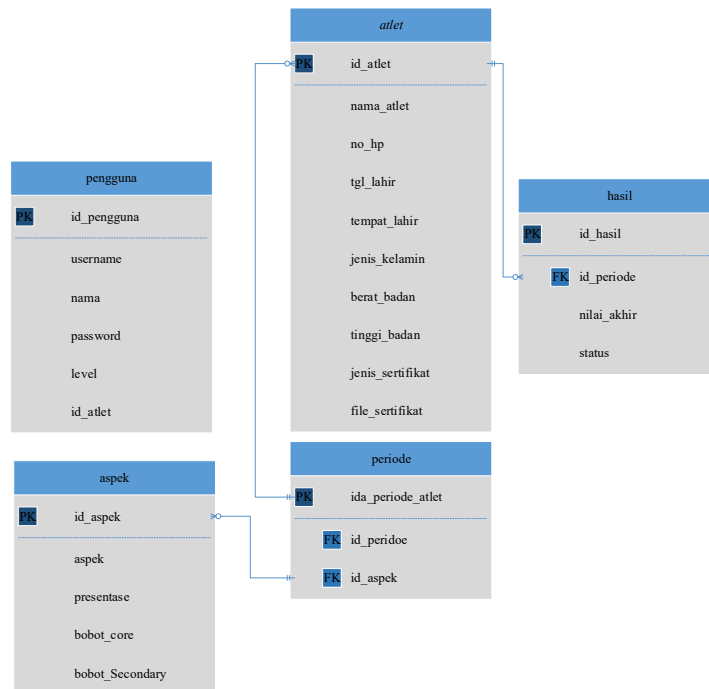 atlet
PK id_atlet
nama_atlet
no_hp
tgl_lahir
tempat_lahir
jenis_kelamin
berat_badan
tinggi_badan
jenis_sertifikat
file_sertifikat
pengguna
PK id_pengguna
username
nama
password
level
id_atlet
hasil
PK id_hasil
FK id_periode
nilai_akhir
status
aspek
PK id_aspek
aspek
presentase
bobot_core
bobot_Secondary
periode
PK ida_periode_atlet
FK id_peridoe
FK id_aspek